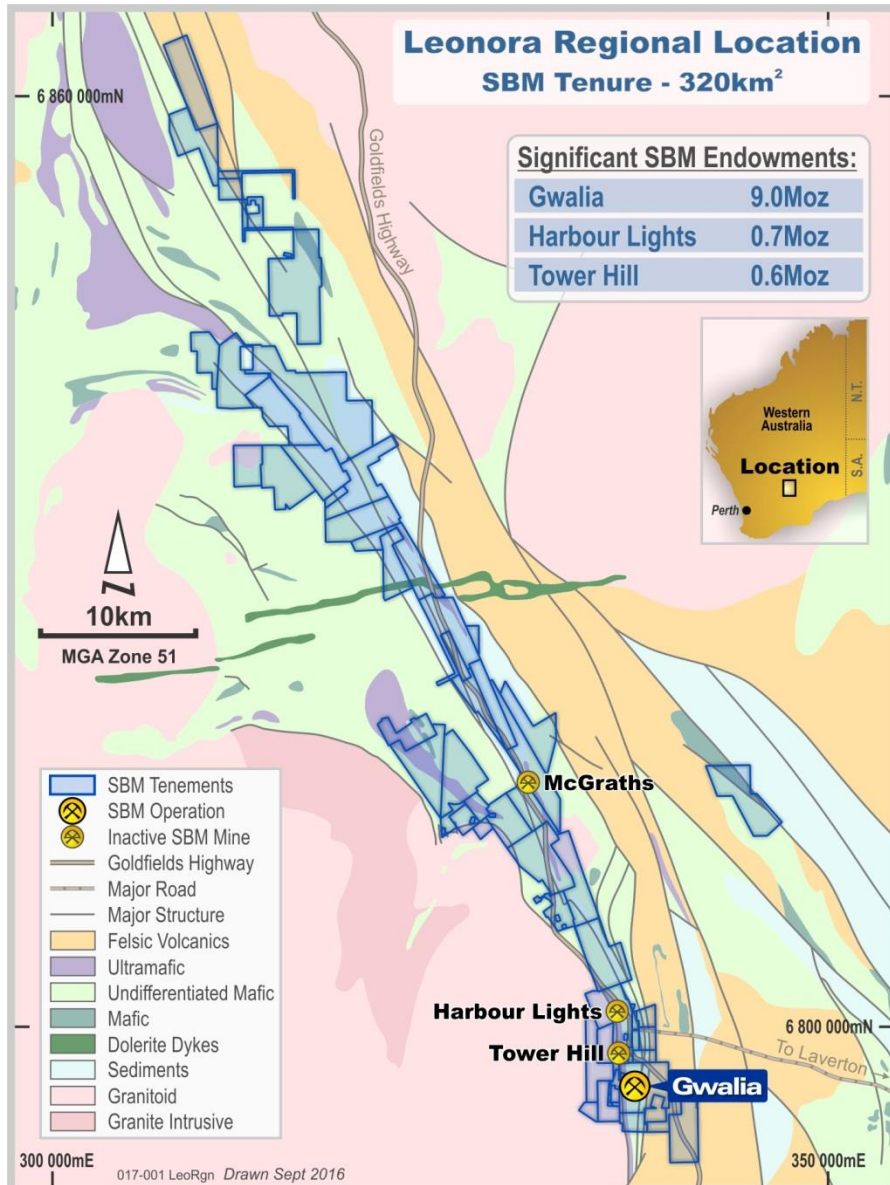 Leonora Regional Location
SBM Tenure - 320km²
6 860 000mN
Goldfields Highway
Significant SBM Endowments:
Gwalia 9.0Moz
Harbour Lights 0.7Moz
Tower Hill 0.6Moz
Western
Australia
N.T.
S.A.
Location
Perth
N
10km
MGA Zone 51
McGraths
SBM Tenements
SBM Operation
Inactive SBM Mine
Goldfields Highway
Major Road
Major Structure
Felsic Volcanics
Ultramafic
Undifferentiated Mafic
Mafic
Dolerite Dykes
Sediments
Granitoid
Granite Intrusive
Harbour Lights
Tower Hill
Gwalia
6 800 000mN
To Laverton
300 000mE
017-001 LeoRgn Drawn Sept 2016
350 000mE